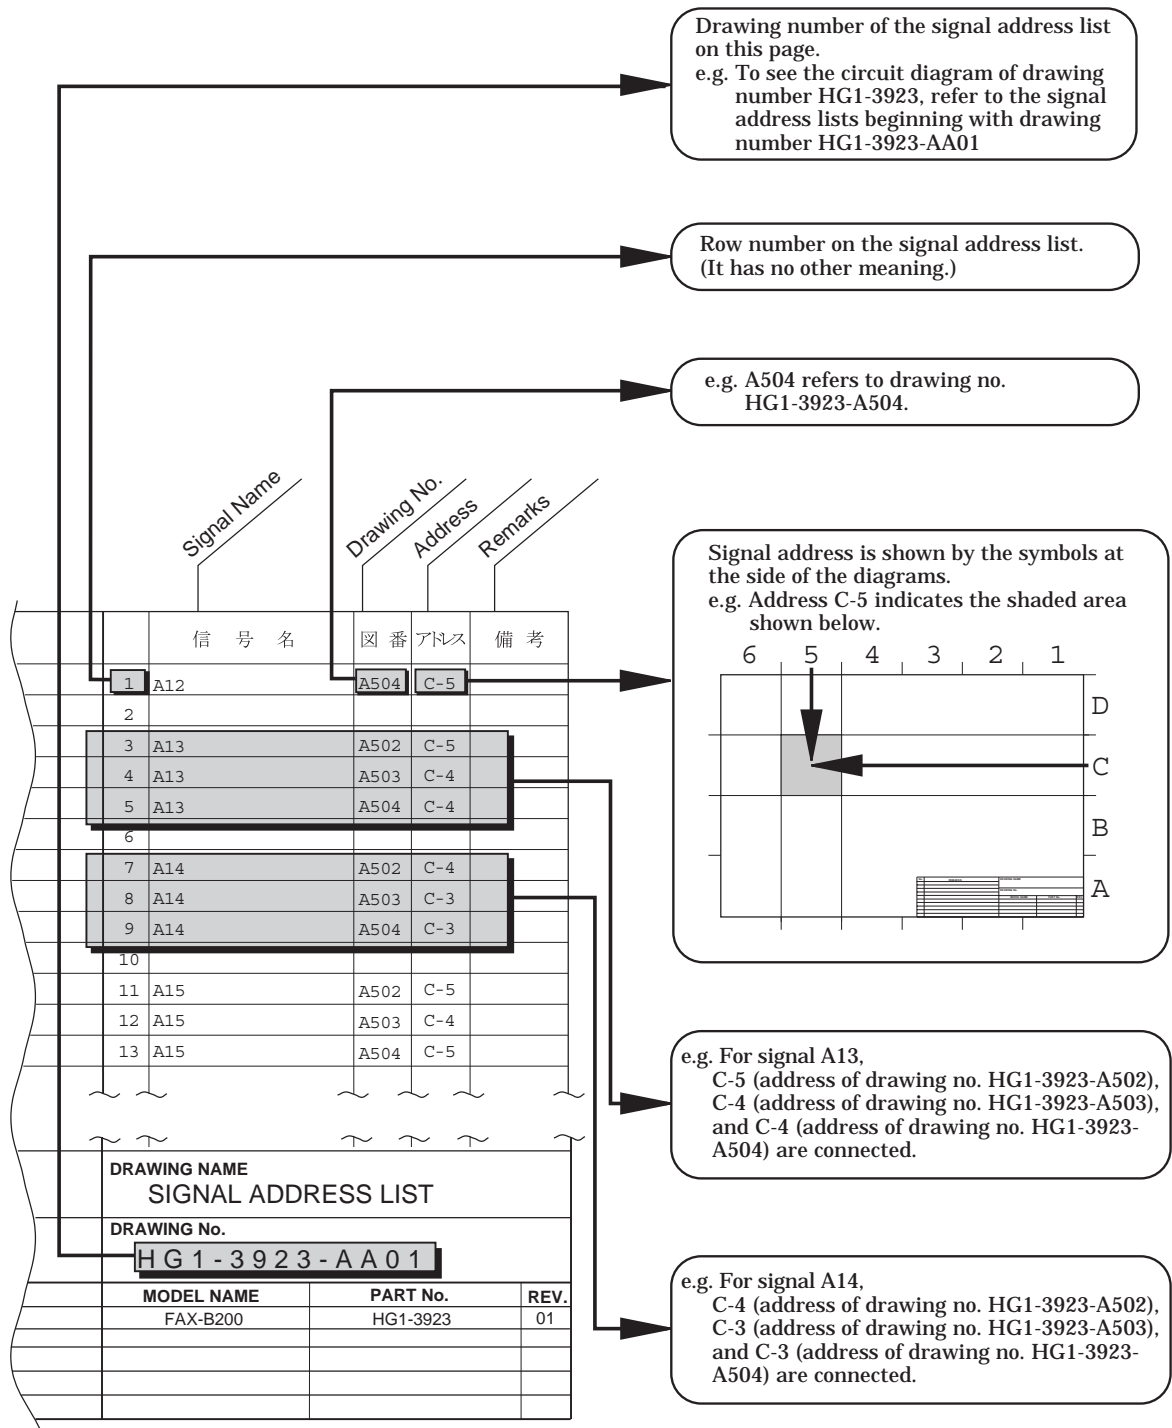 Drawing number of the signal address list
on this page.
e.g. To see the circuit diagram of drawing
number HG1-3923, refer to the signal
address lists beginning with drawing
number HG1-3923-AA01
Row number on the signal address list.
(It has no other meaning.)
e.g. A504 refers to drawing no.
HG1-3923-A504.
Signal Name
Drawing No.
Address
Remarks
信 号 名 図 番 アドレス 備 考
1 A12 A504 C-5
2
3 A13 A502 C-5
4 A13 A503 C-4
5 A13 A504 C-4
6
7 A14 A502 C-4
8 A14 A503 C-3
9 A14 A504 C-3
10
11 A15 A502 C-5
12 A15 A503 C-4
13 A15 A504 C-5
DRAWING NAME
SIGNAL ADDRESS LIST
DRAWING No.
HG1-3923-AA01
MODEL NAME PART No. REV.
FAX-B200 HG1-3923 01
Signal address is shown by the symbols at
the side of the diagrams.
e.g. Address C-5 indicates the shaded area
shown below.
6 5 4 3 2 1
D
C
B
A
e.g. For signal A13,
C-5 (address of drawing no. HG1-3923-A502),
C-4 (address of drawing no. HG1-3923-A503),
and C-4 (address of drawing no. HG1-3923-
A504) are connected.
e.g. For signal A14,
C-4 (address of drawing no. HG1-3923-A502),
C-3 (address of drawing no. HG1-3923-A503),
and C-3 (address of drawing no. HG1-3923-
A504) are connected.